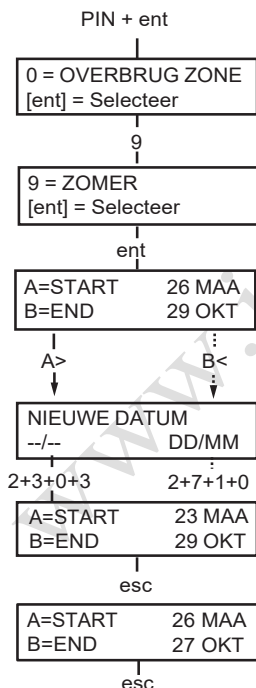 PIN + ent
0 = OVERBRUG ZONE
[ent] = Selecteer
9
9 = ZOMER
[ent] = Selecteer
ent
A=START 26 MAA
B=END 29 OKT
A> B<
NIEUWE DATUM
--/-- DD/MM
2+3+0+3 2+7+1+0
A=START 23 MAA
B=END 29 OKT
esc
A=START 26 MAA
B=END 27 OKT
esc